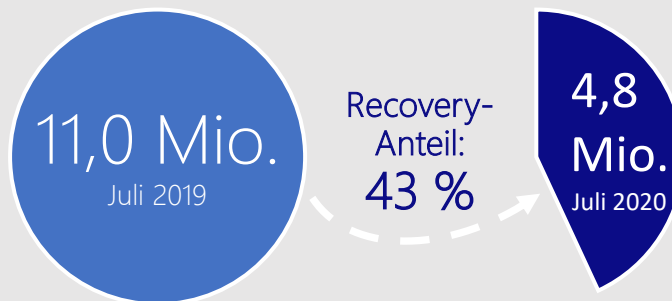 11,0 Mio.
Juli 2019
Recovery-
Anteil:
43 %
4,8
Mio.
Juli 2020